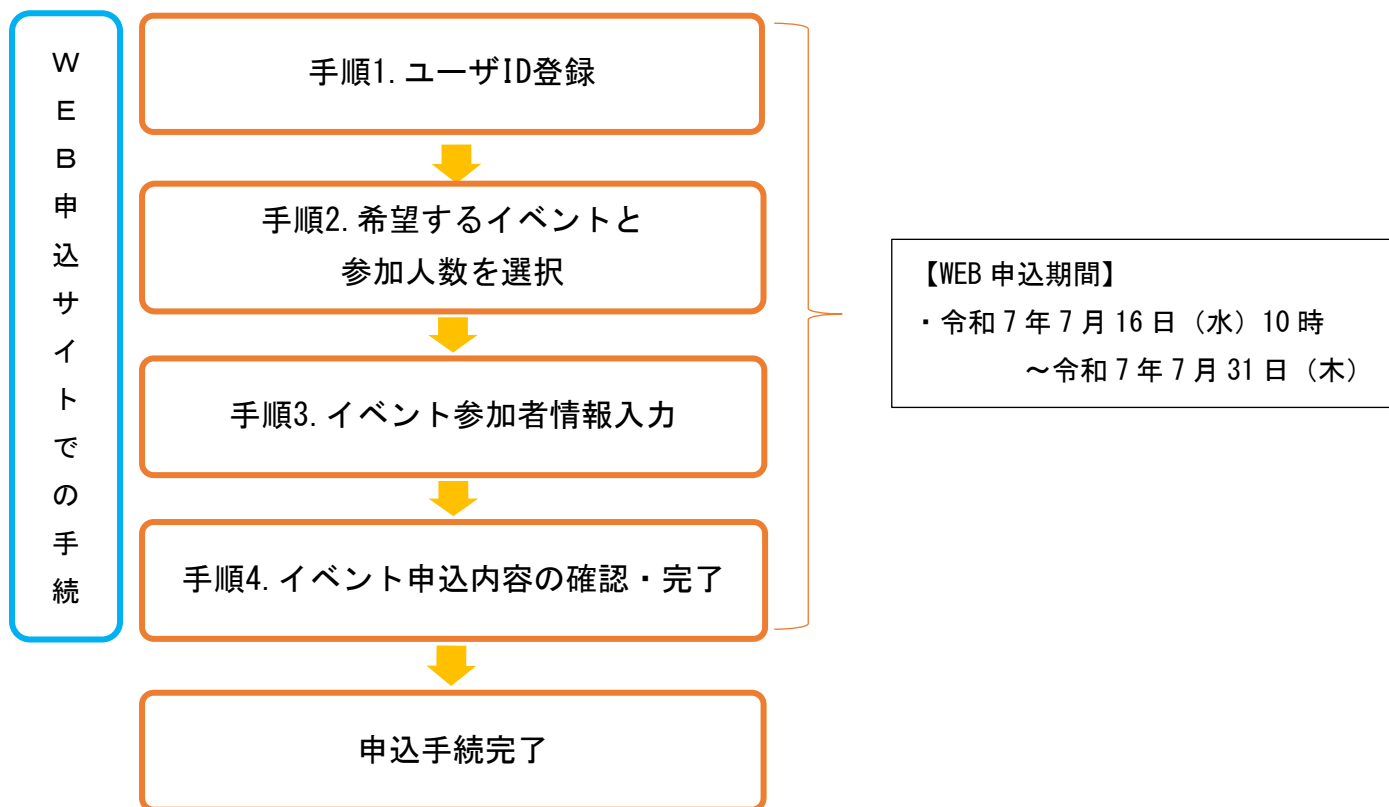 WEB申込サイトでの手続
手順1.ユーザID登録
手順2.希望するイベントと
参加人数を選択
手順3.イベント参加者情報入力
手順4.イベント申込内容の確認・完了
申込手続完了
【WEB申込期間】
・令和7年7月16日（水）10時
～令和7年7月31日（木）